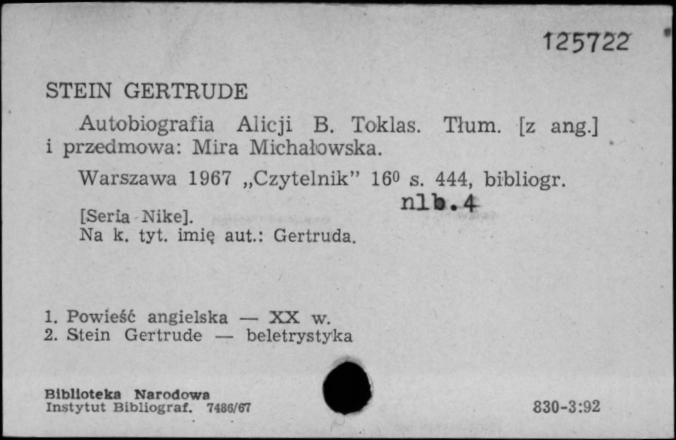 125722
STEIN GERTRUDE
Autobiografia Alicji B. Toklas. Tłum. [z ang.]
i przedmowa: Mira Michałowska.
Warszawa 1967 „Czytelnik” 16⁰ s. 444, bibliogr.
nlb.4
[Seria Nike].
Na k. tyt. imię aut.: Gertruda.
1. Powieść angielska — XX w.
2. Stein Gertrude — beletrystyka
Biblioteka Narodowa
Instytut Bibliograf. 7486/67
830-3:92